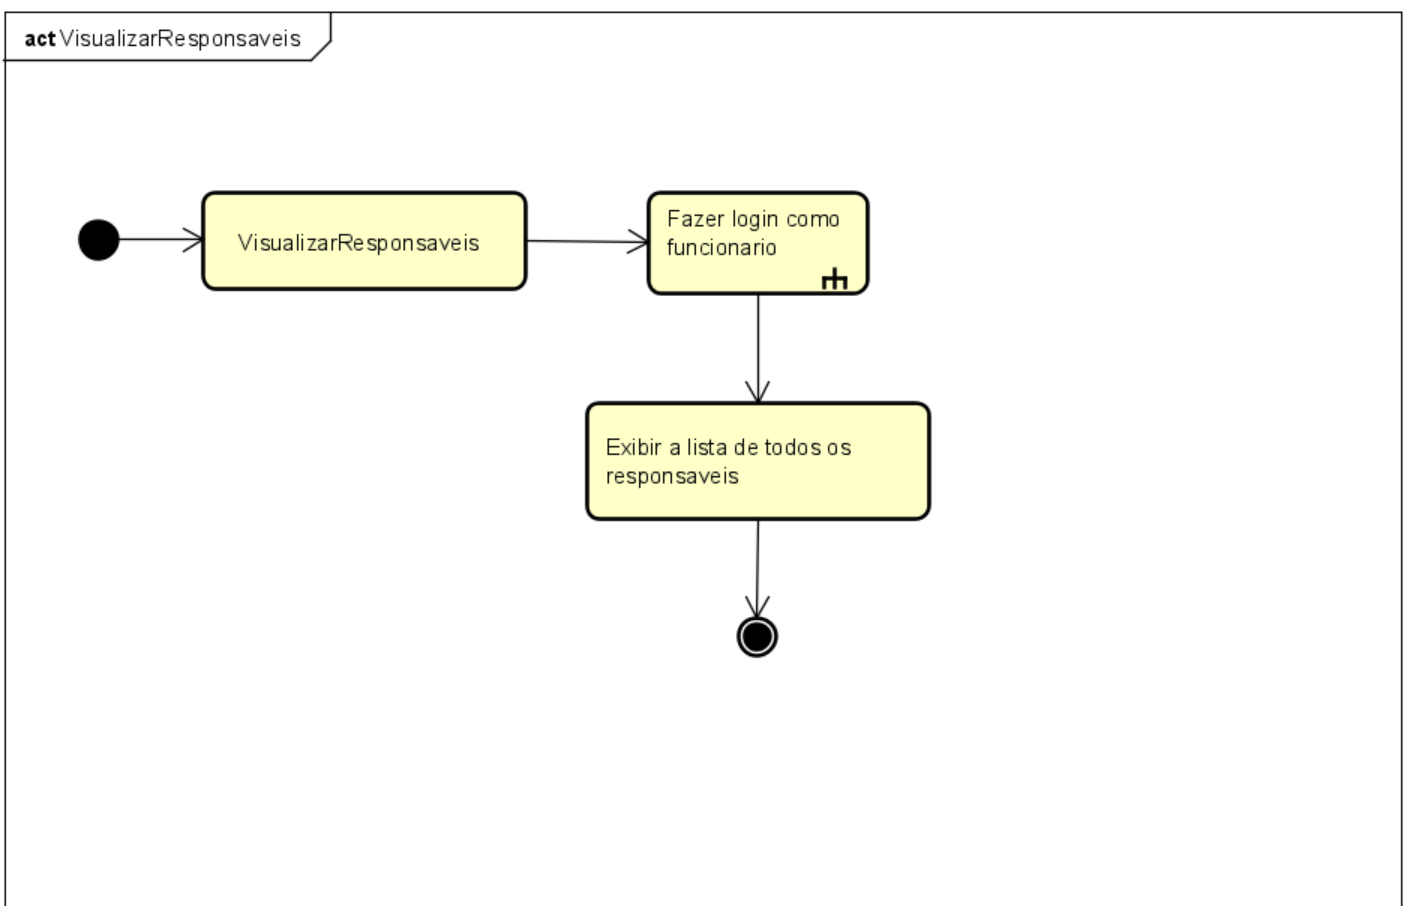 act VisualizarResponsaveis
VisualizarResponsaveis
Fazer login como
funcionario
Exibir a lista de todos os
responsaveis